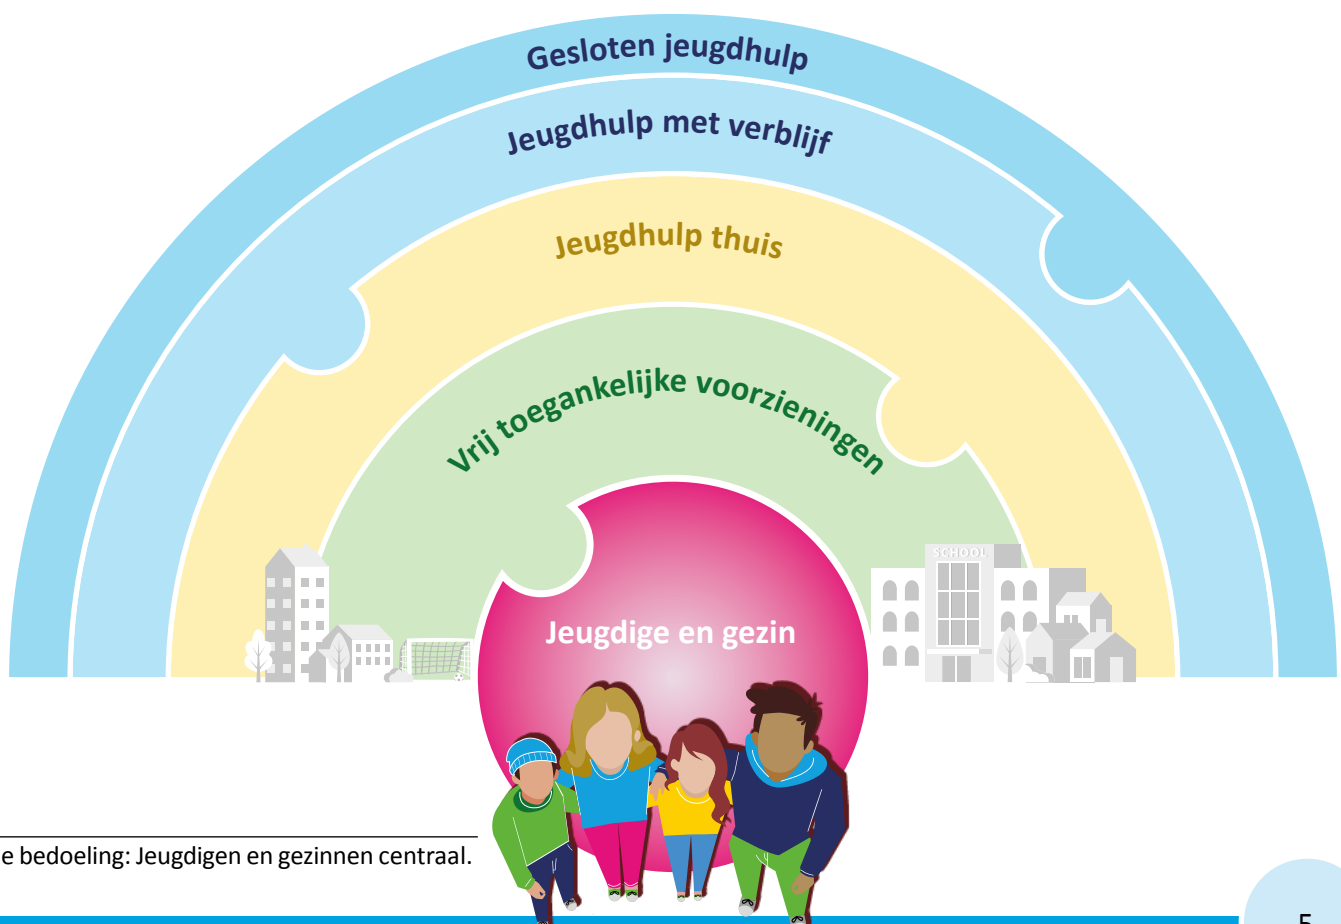 Gesloten jeugdhulp
Jeugdhulp met verblijf
Jeugdhulp thuis
Vrij toegankelijke voorzieningen
SCHOOL
Jeugdige en gezin
e bedoeling: Jeugdigen en gezinnen centraal.